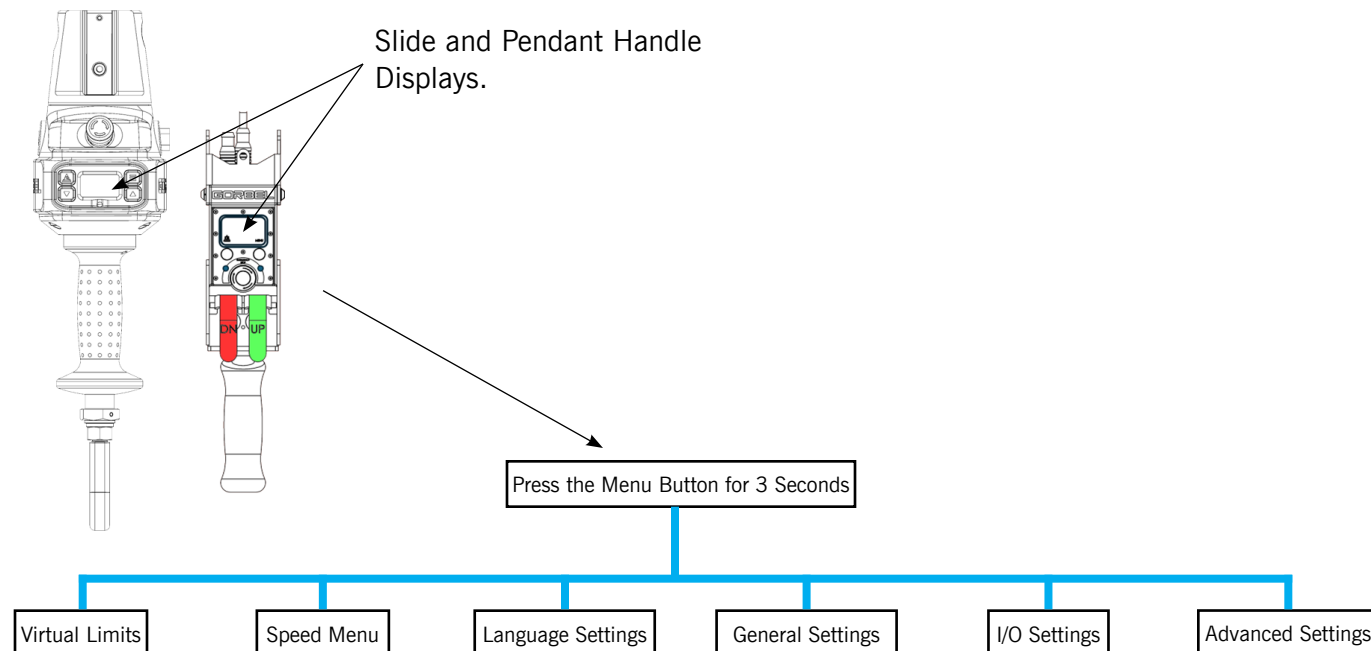 Slide and Pendant Handle
Displays.
GORBEL
DN UP
Press the Menu Button for 3 Seconds
Virtual Limits
Speed Menu
Language Settings
General Settings
I/O Settings
Advanced Settings